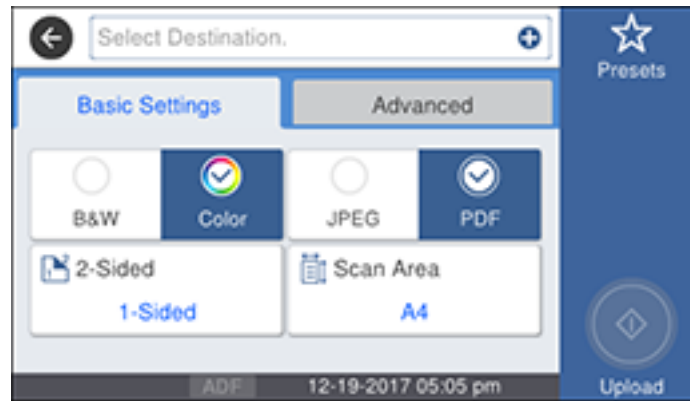 Select Destination.
Presets
Basic Settings
Advanced
B&W
Color
JPEG
PDF
2-Sided
1-Sided
Scan Area
A4
ADF
12-19-2017 05:05 pm
Upload